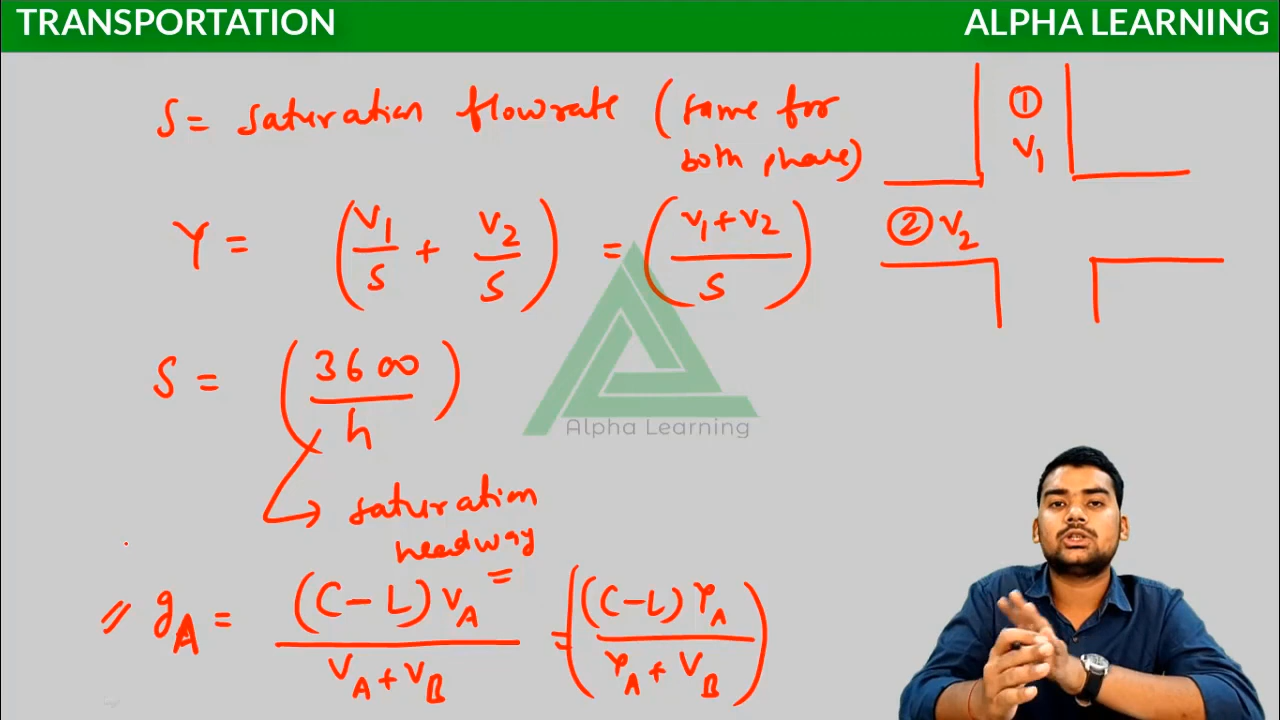 TRANSPORTATION
ALPHA LEARNING
S = saturation flowrate (same for
both phase)
Y = (V1/S + V2/S) = (V1+V2/S)
① V1
② V2
S = (3600/h)
Alpha Learning
→ saturation
headway
// gA = (C-L)VA/VA+VB = ((C-L)YA/YA+VB)